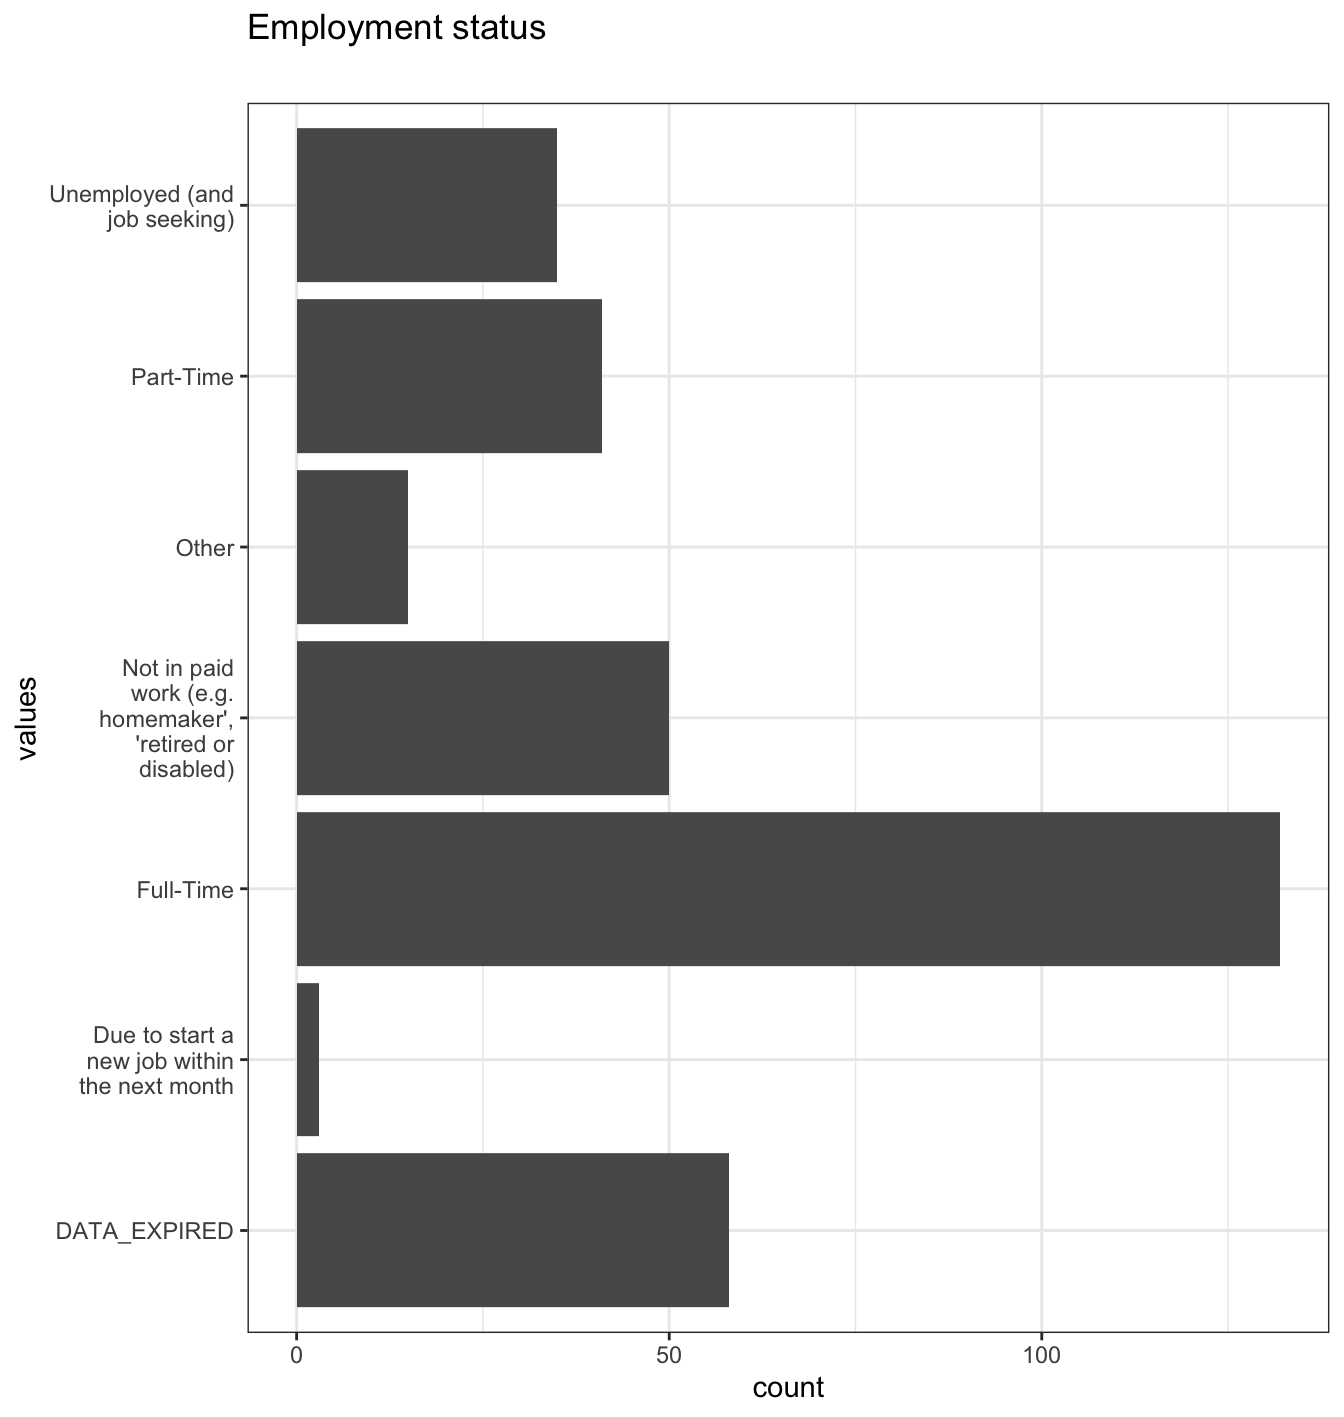 Employment status
Unemployed (and
job seeking)
Part-Time
Other
Not in paid
work (e.g.
homemaker',
'retired or
disabled)
Full-Time
Due to start a
new job within
the next month
DATA_EXPIRED
values
0
50
100
count